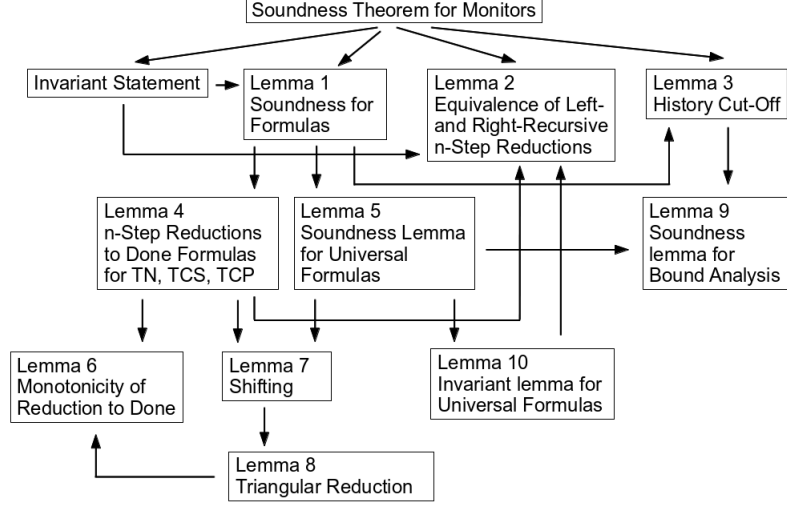 Soundness Theorem for Monitors
Invariant Statement
Lemma 1
Soundness for
Formulas
Lemma 2
Equivalence of Left-
and Right-Recursive
n-Step Reductions
Lemma 3
History Cut-Off
Lemma 4
n-Step Reductions
to Done Formulas
for TN, TCS, TCP
Lemma 5
Soundness Lemma
for Universal
Formulas
Lemma 9
Soundness
lemma for
Bound Analysis
Lemma 6
Monotonicity of
Reduction to Done
Lemma 7
Shifting
Lemma 10
Invariant lemma for
Universal Formulas
Lemma 8
Triangular Reduction